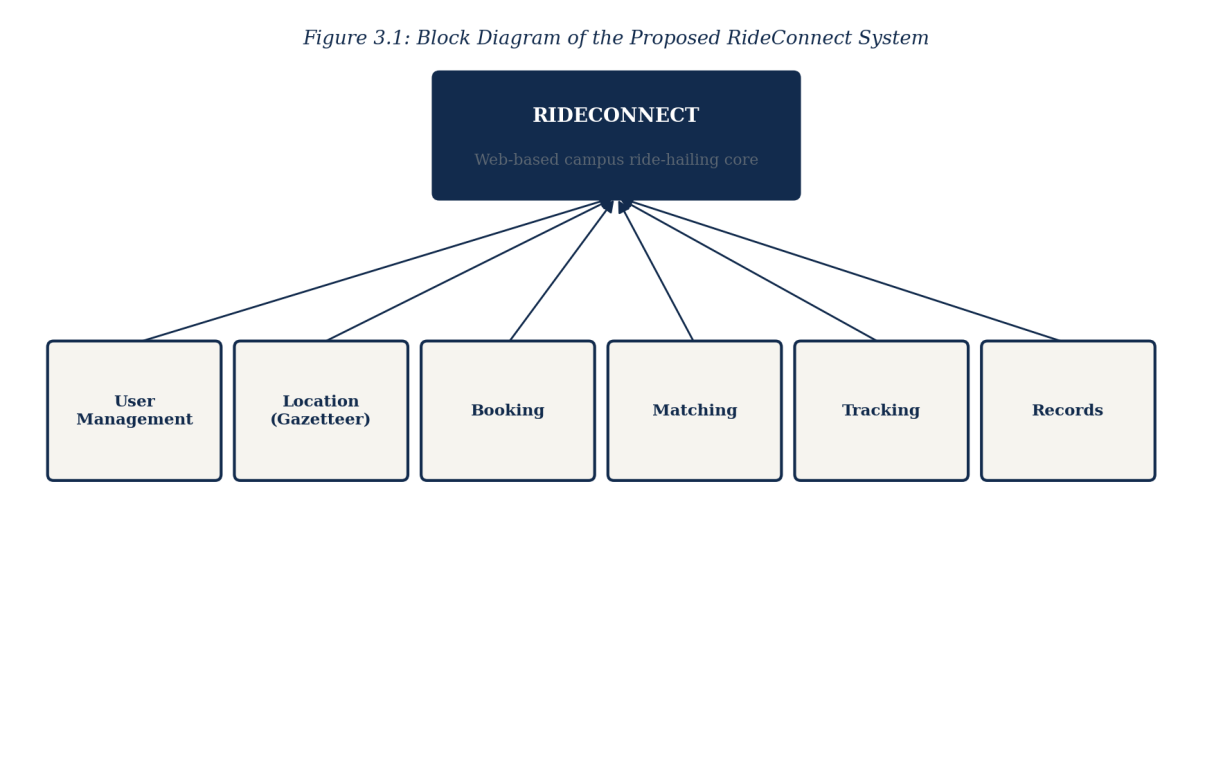 Figure 3.1: Block Diagram of the Proposed RideConnect System
RIDECONNECT
Web-based campus ride-hailing core
User
Management
Location
(Gazetteer)
Booking
Matching
Tracking
Records